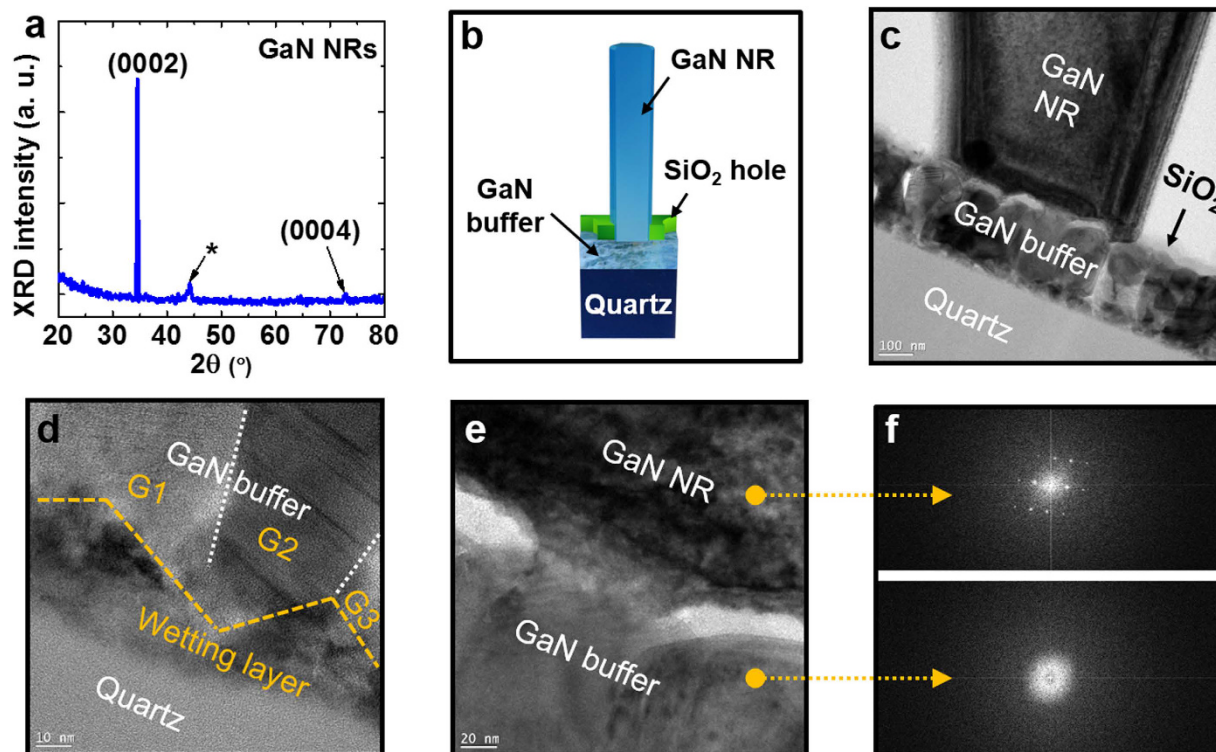 a
GaN NRs
(0002)
*
(0004)
XRD intensity (a. u.)
20 30 40 50 60 70 80
2θ (°)
b
GaN NR
SiO₂ hole
GaN
buffer
Quartz
c
GaN
NR
SiO₂
GaN buffer
Quartz
100 nm
d
GaN buffer
G1
G2
G3
Wetting layer
Quartz
10 nm
e
GaN NR
GaN buffer
20 nm
f